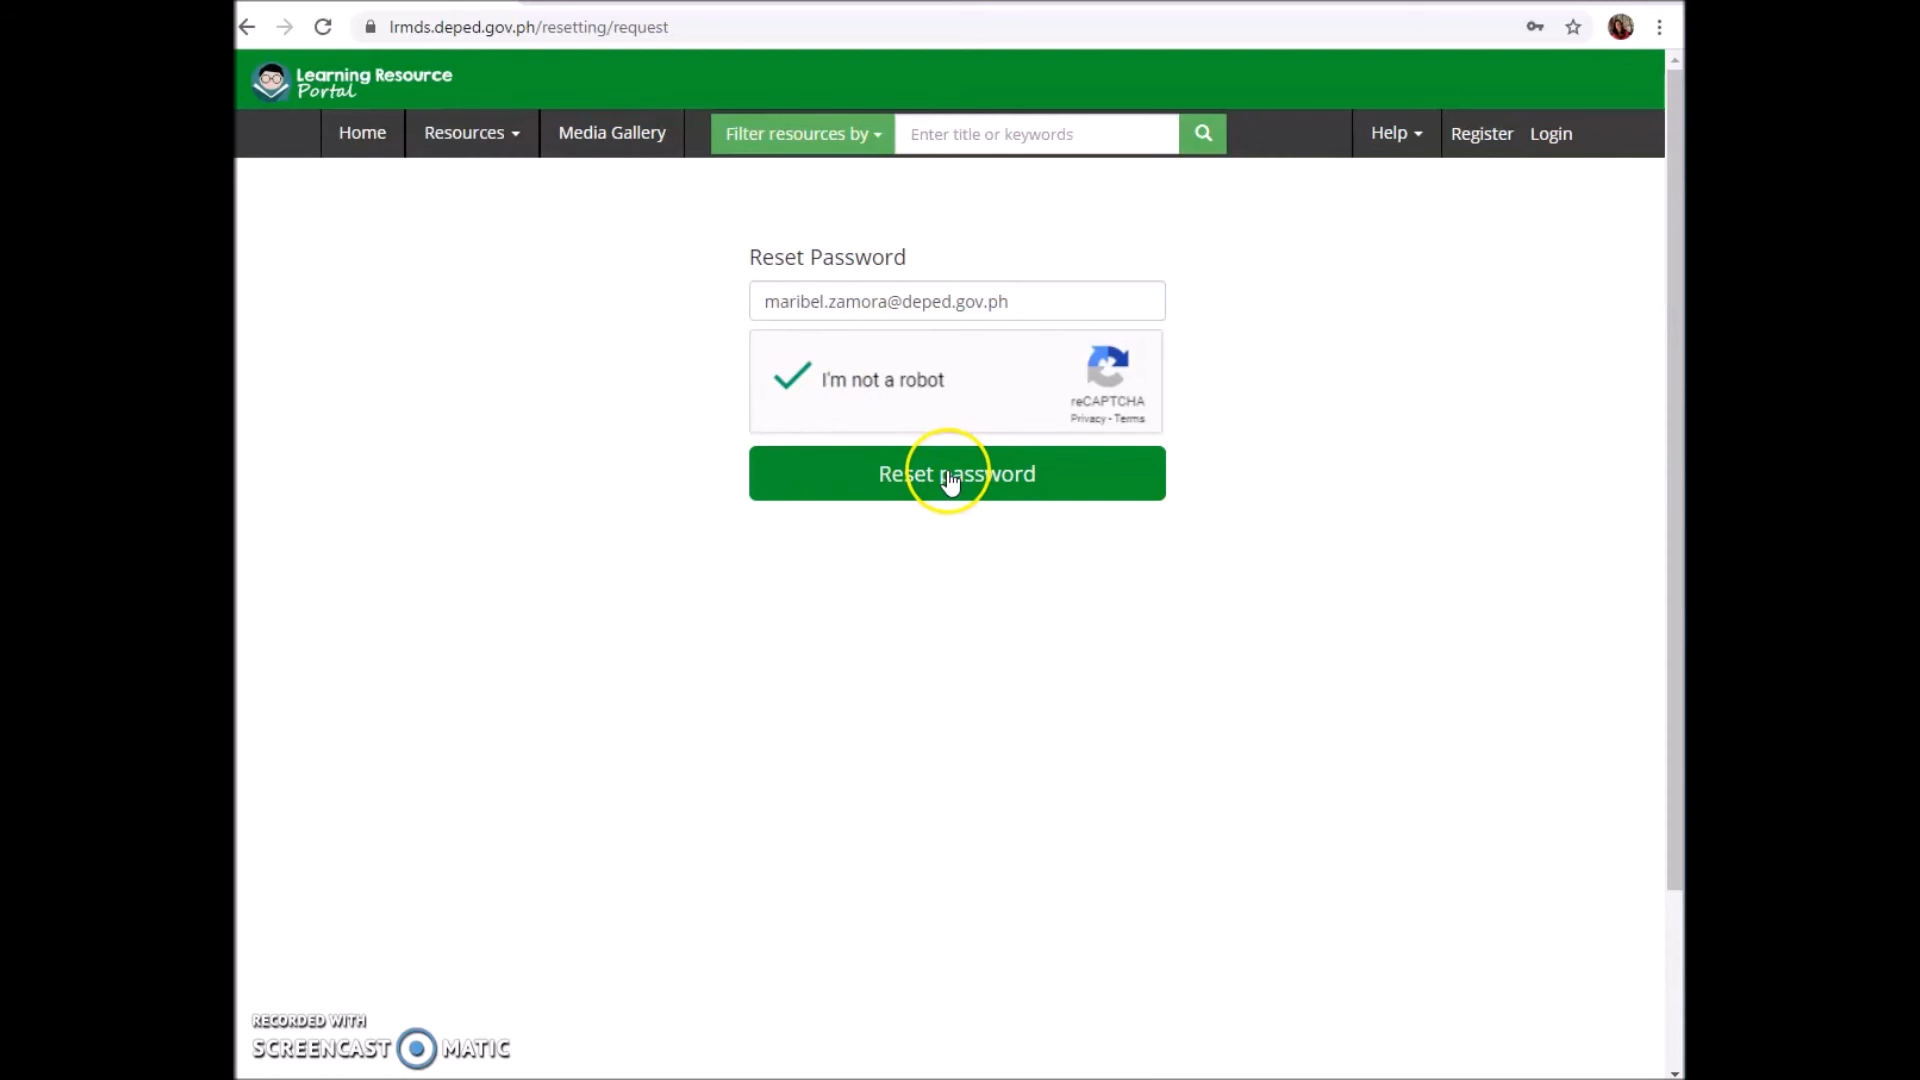 lrmds.deped.gov.ph/resetting/request
Learning Resource
Portal
Home Resources Media Gallery Filter resources by Enter title or keywords Help Register Login
Reset Password
maribel.zamora@deped.gov.ph
I'm not a robot
reCAPTCHA
Privacy - Terms
Reset password
RECORDED WITH
SCREENCAST MATIC